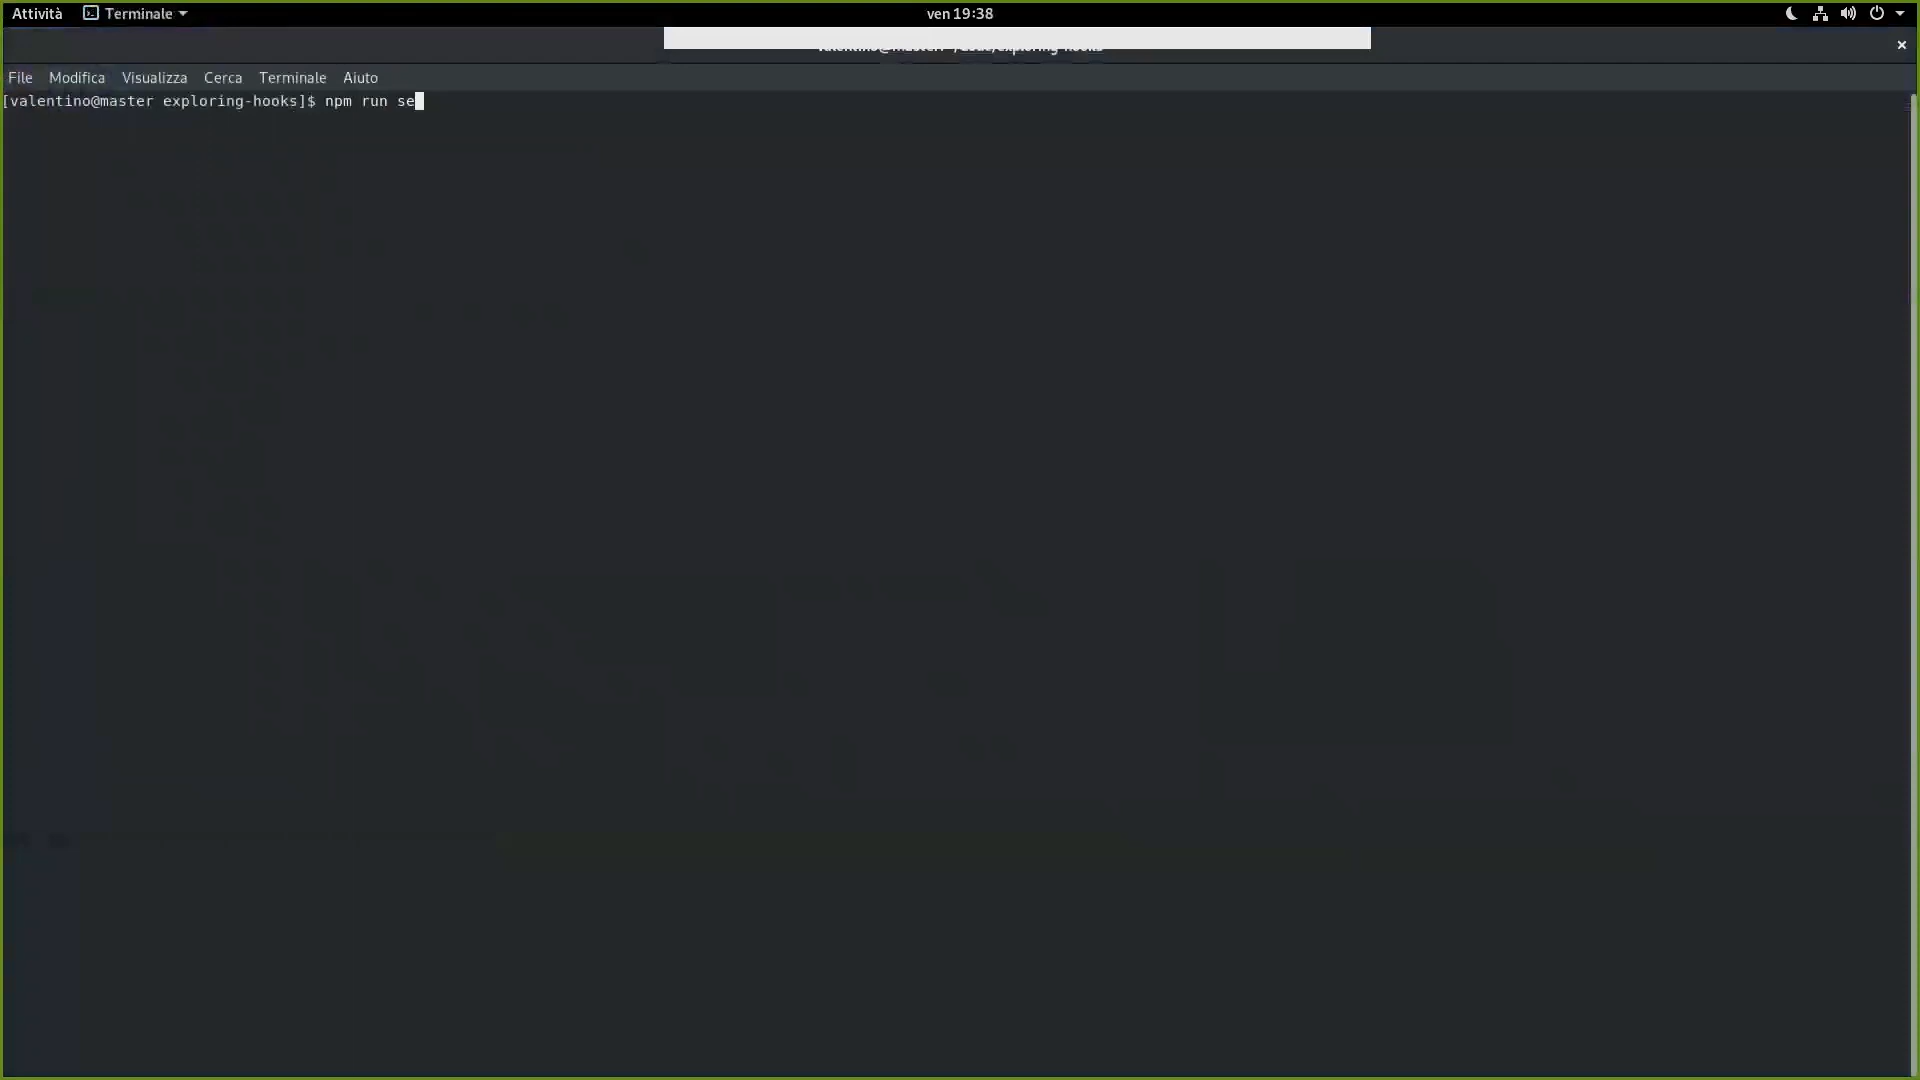 Attività Terminale ven 19:38
File Modifica Visualizza Cerca Terminale Aiuto
[valentino@master exploring-hooks]$ npm run se